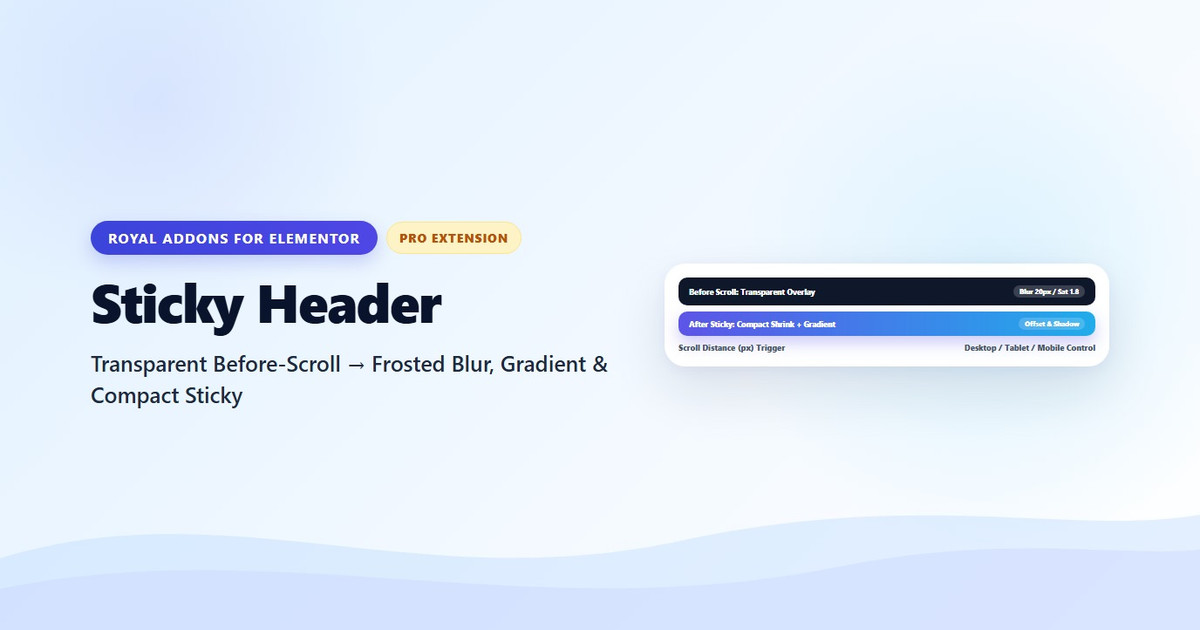 ROYAL ADDONS FOR ELEMENTOR
PRO EXTENSION
Sticky Header
Transparent Before-Scroll → Frosted Blur, Gradient &
Compact Sticky
Before Scroll: Transparent Overlay
Blur 20px / Sat 1.8
After Sticky: Compact Shrink + Gradient
Offset & Shadow
Scroll Distance (px) Trigger
Desktop / Tablet / Mobile Control